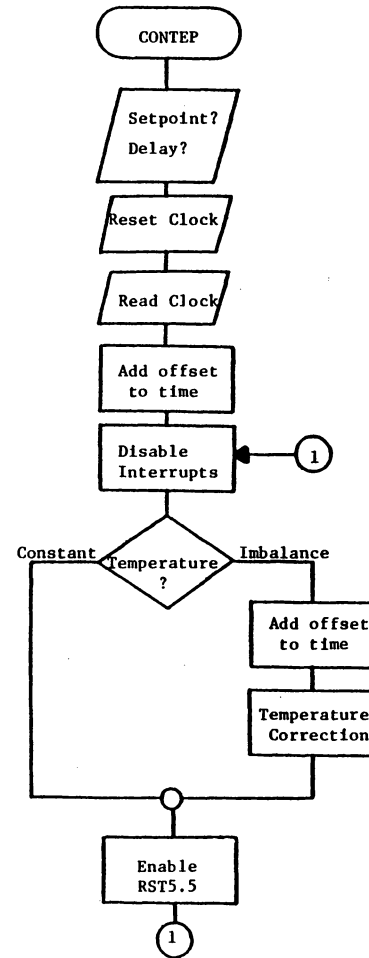 CONTEP
Setpoint?
Delay?
Reset Clock
Read Clock
Add offset
to time
Disable
Interrupts
1
Constant
Temperature
?
Imbalance
Add offset
to time
Temperature
Correction
Enable
RST5.5
1